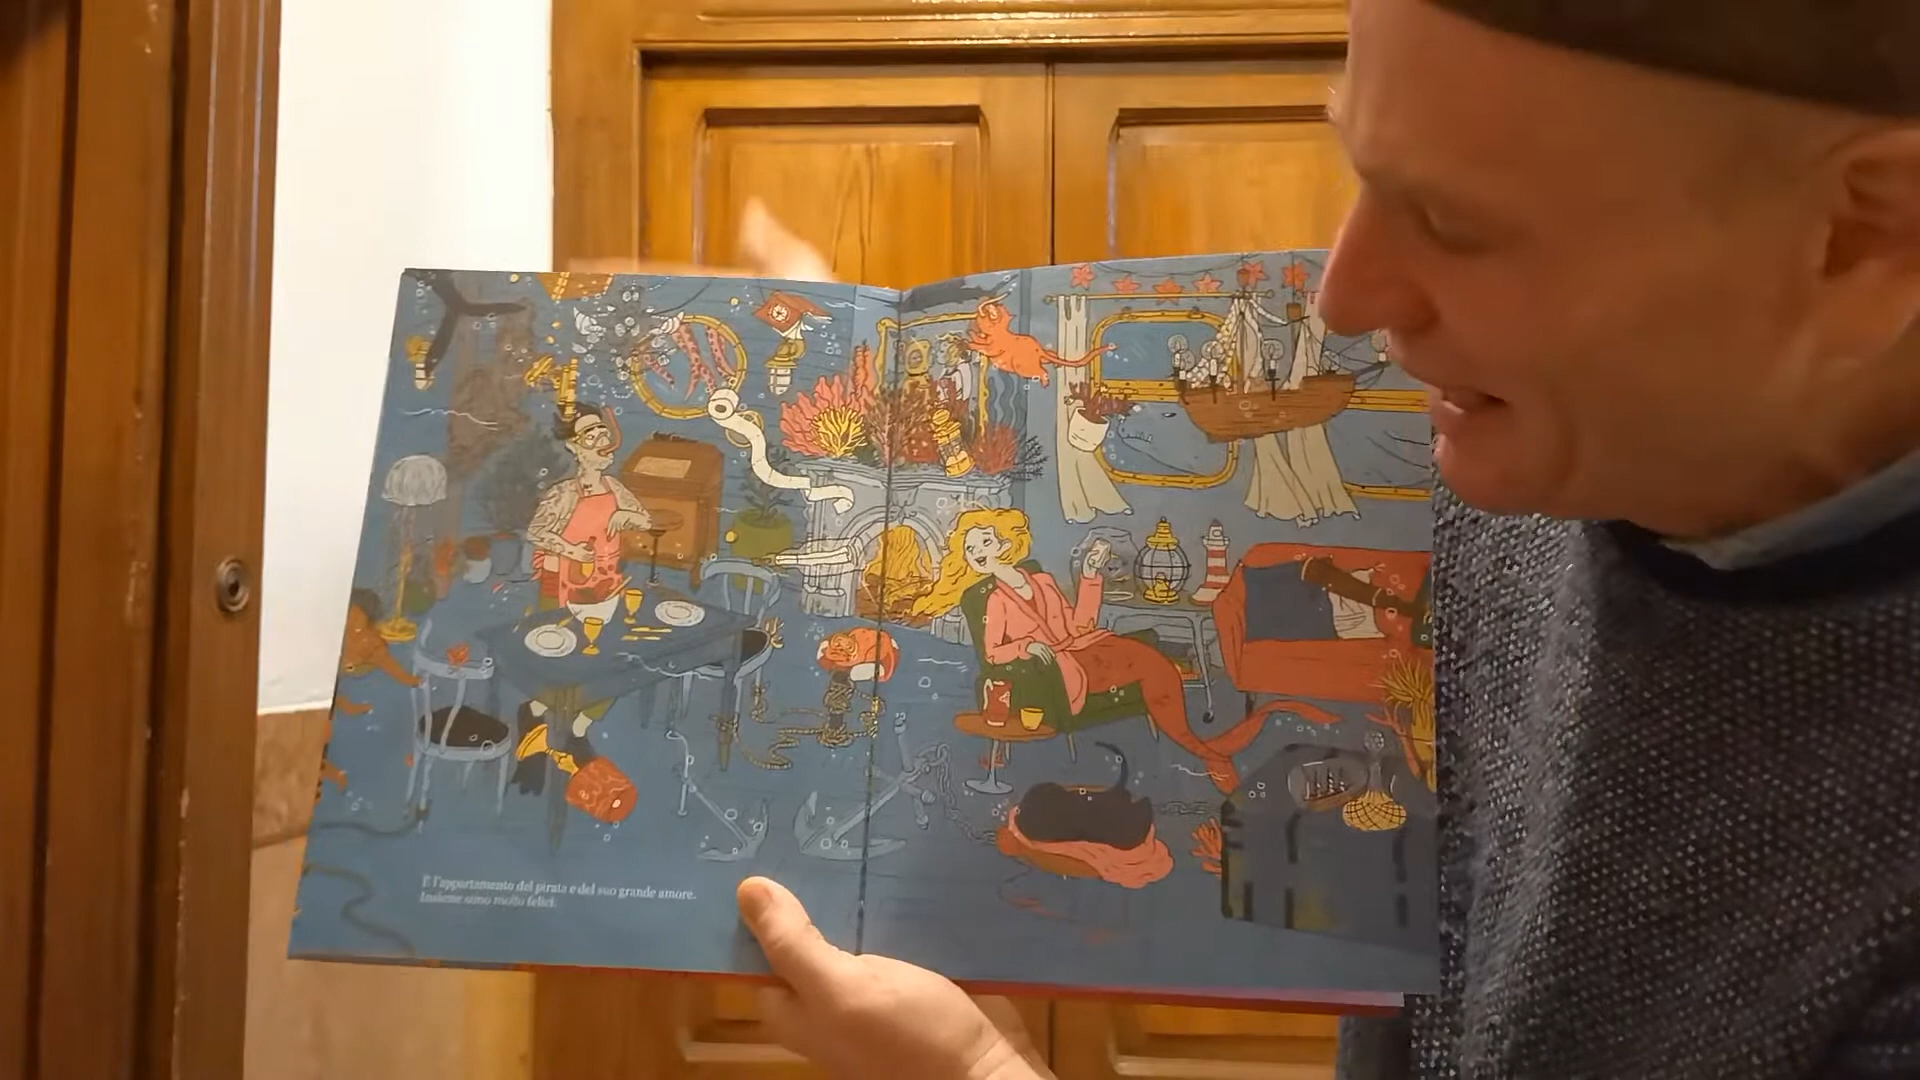 È l'appartamento del pirata e del suo grande amore.
Insieme sono molto felici.